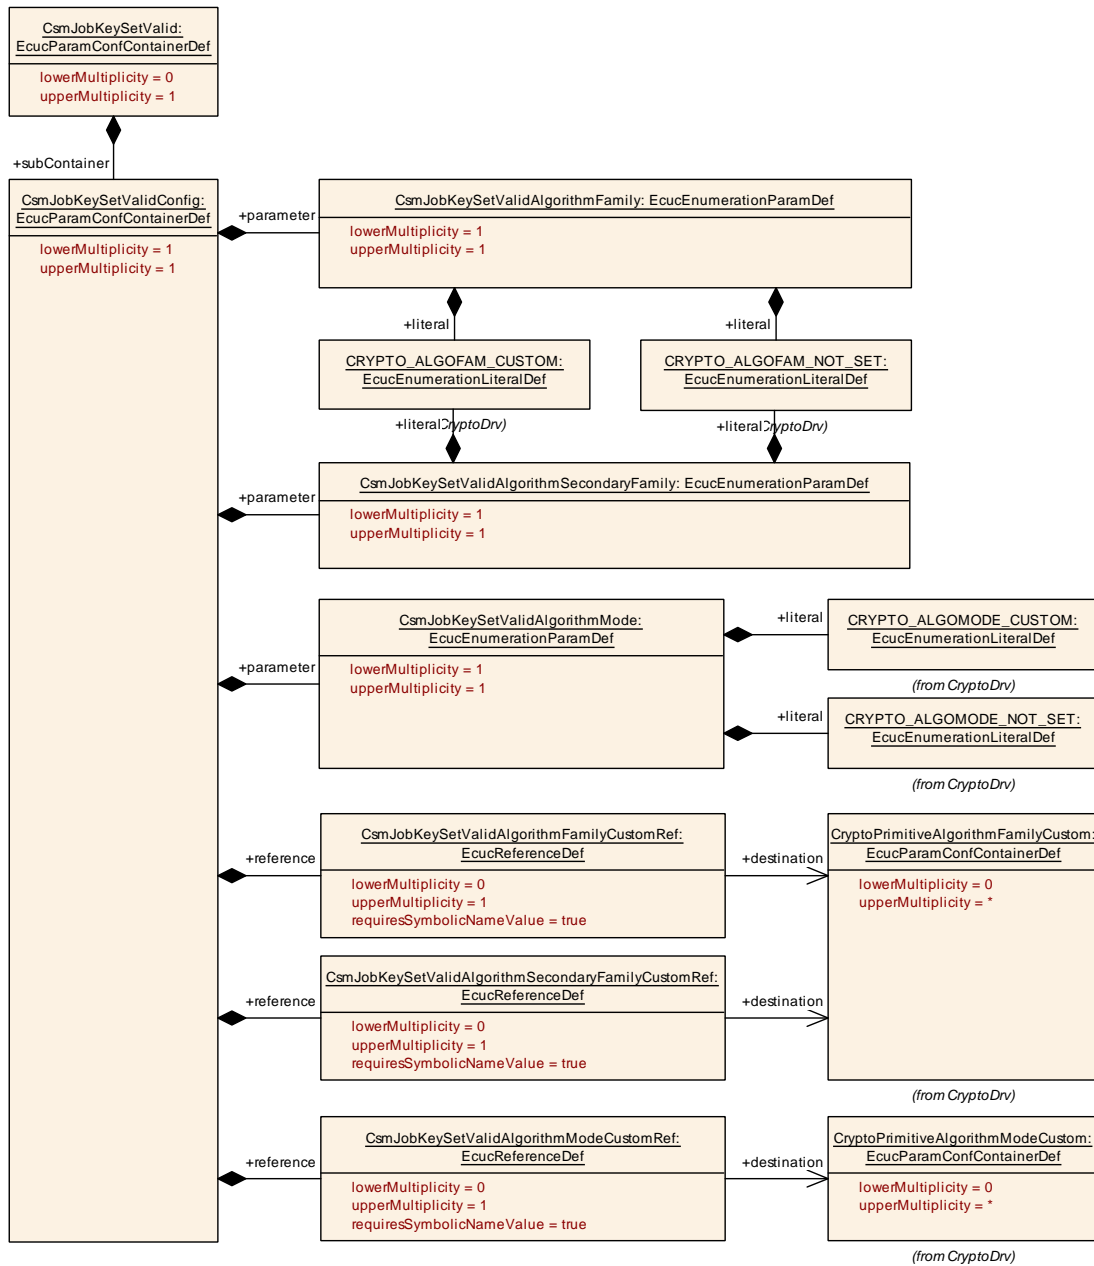 CsmJobKeySetValid:
EcucParamConfContainerDef
lowerMultiplicity = 0
upperMultiplicity = 1
+subContainer
CsmJobKeySetValidConfig:
EcucParamConfContainerDef
lowerMultiplicity = 1
upperMultiplicity = 1
+parameter
CsmJobKeySetValidAlgorithmFamily: EcucEnumerationParamDef
lowerMultiplicity = 1
upperMultiplicity = 1
+literal
+literal
CRYPTO_ALGOFAM_CUSTOM:
EcucEnumerationLiteralDef
CRYPTO_ALGOFAM_NOT_SET:
EcucEnumerationLiteralDef
+literal
CryptoDrv)
+literal
CryptoDrv)
+parameter
CsmJobKeySetValidAlgorithmSecondaryFamily: EcucEnumerationParamDef
lowerMultiplicity = 1
upperMultiplicity = 1
+parameter
CsmJobKeySetValidAlgorithmMode:
EcucEnumerationParamDef
lowerMultiplicity = 1
upperMultiplicity = 1
+literal
CRYPTO_ALGOMODE_CUSTOM:
EcucEnumerationLiteralDef
(from CryptoDrv)
+literal
CRYPTO_ALGOMODE_NOT_SET:
EcucEnumerationLiteralDef
(from CryptoDrv)
+reference
CsmJobKeySetValidAlgorithmFamilyCustomRef:
EcucReferenceDef
lowerMultiplicity = 0
upperMultiplicity = 1
requiresSymbolicNameValue = true
+destination
CryptoPrimitiveAlgorithmFamilyCustom:
EcucParamConfContainerDef
lowerMultiplicity = 0
upperMultiplicity = *
+reference
CsmJobKeySetValidAlgorithmSecondaryFamilyCustomRef:
EcucReferenceDef
lowerMultiplicity = 0
upperMultiplicity = 1
requiresSymbolicNameValue = true
+destination
(from CryptoDrv)
+reference
CsmJobKeySetValidAlgorithmModeCustomRef:
EcucReferenceDef
lowerMultiplicity = 0
upperMultiplicity = 1
requiresSymbolicNameValue = true
+destination
CryptoPrimitiveAlgorithmModeCustom:
EcucParamConfContainerDef
lowerMultiplicity = 0
upperMultiplicity = *
(from CryptoDrv)